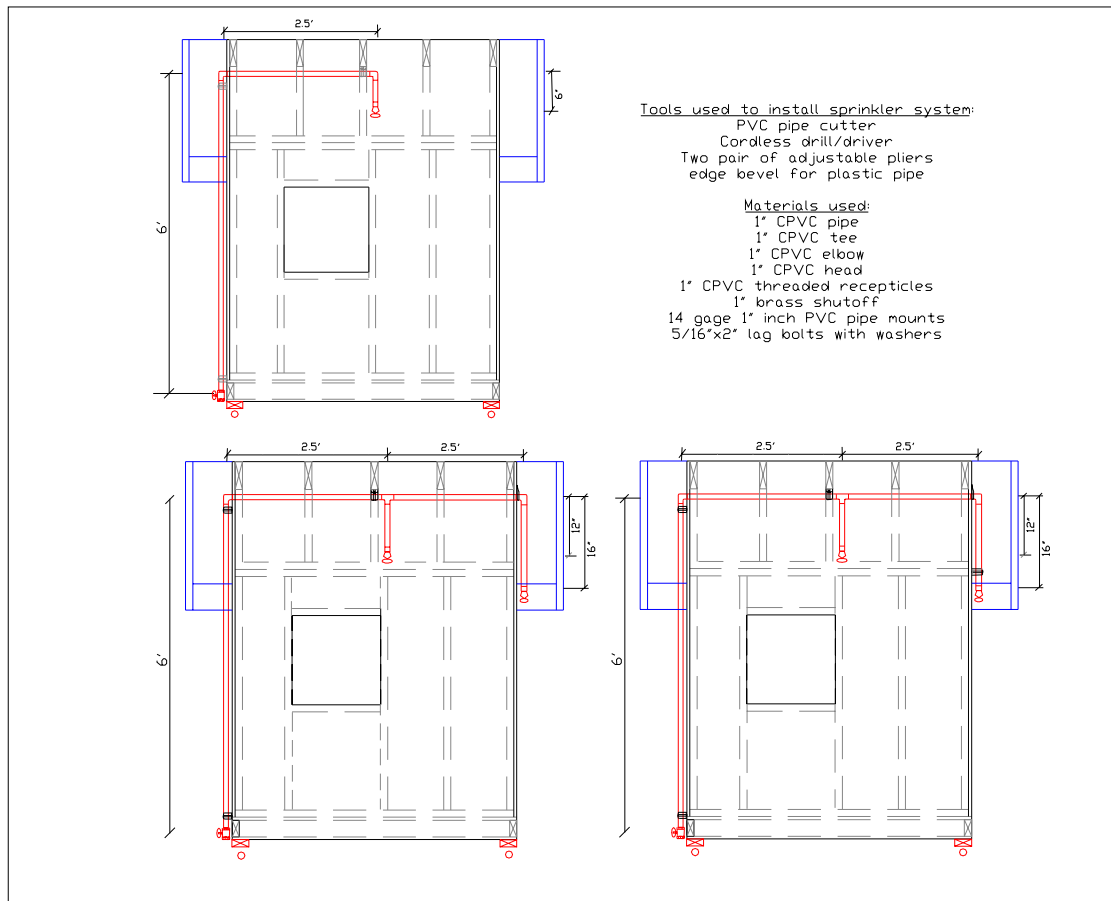 2.5'
6"
6'
Tools used to install sprinkler system:
PVC pipe cutter
Cordless drill/driver
Two pair of adjustable pliers
edge bevel for plastic pipe
Materials used:
1" CPVC pipe
1" CPVC tee
1" CPVC elbow
1" CPVC head
1" CPVC threaded recepticles
1" brass shutoff
14 gage 1" inch PVC pipe mounts
5/16"x2" lag bolts with washers
2.5' 2.5'
12"
16"
6'
2.5' 2.5'
12"
16"
6'